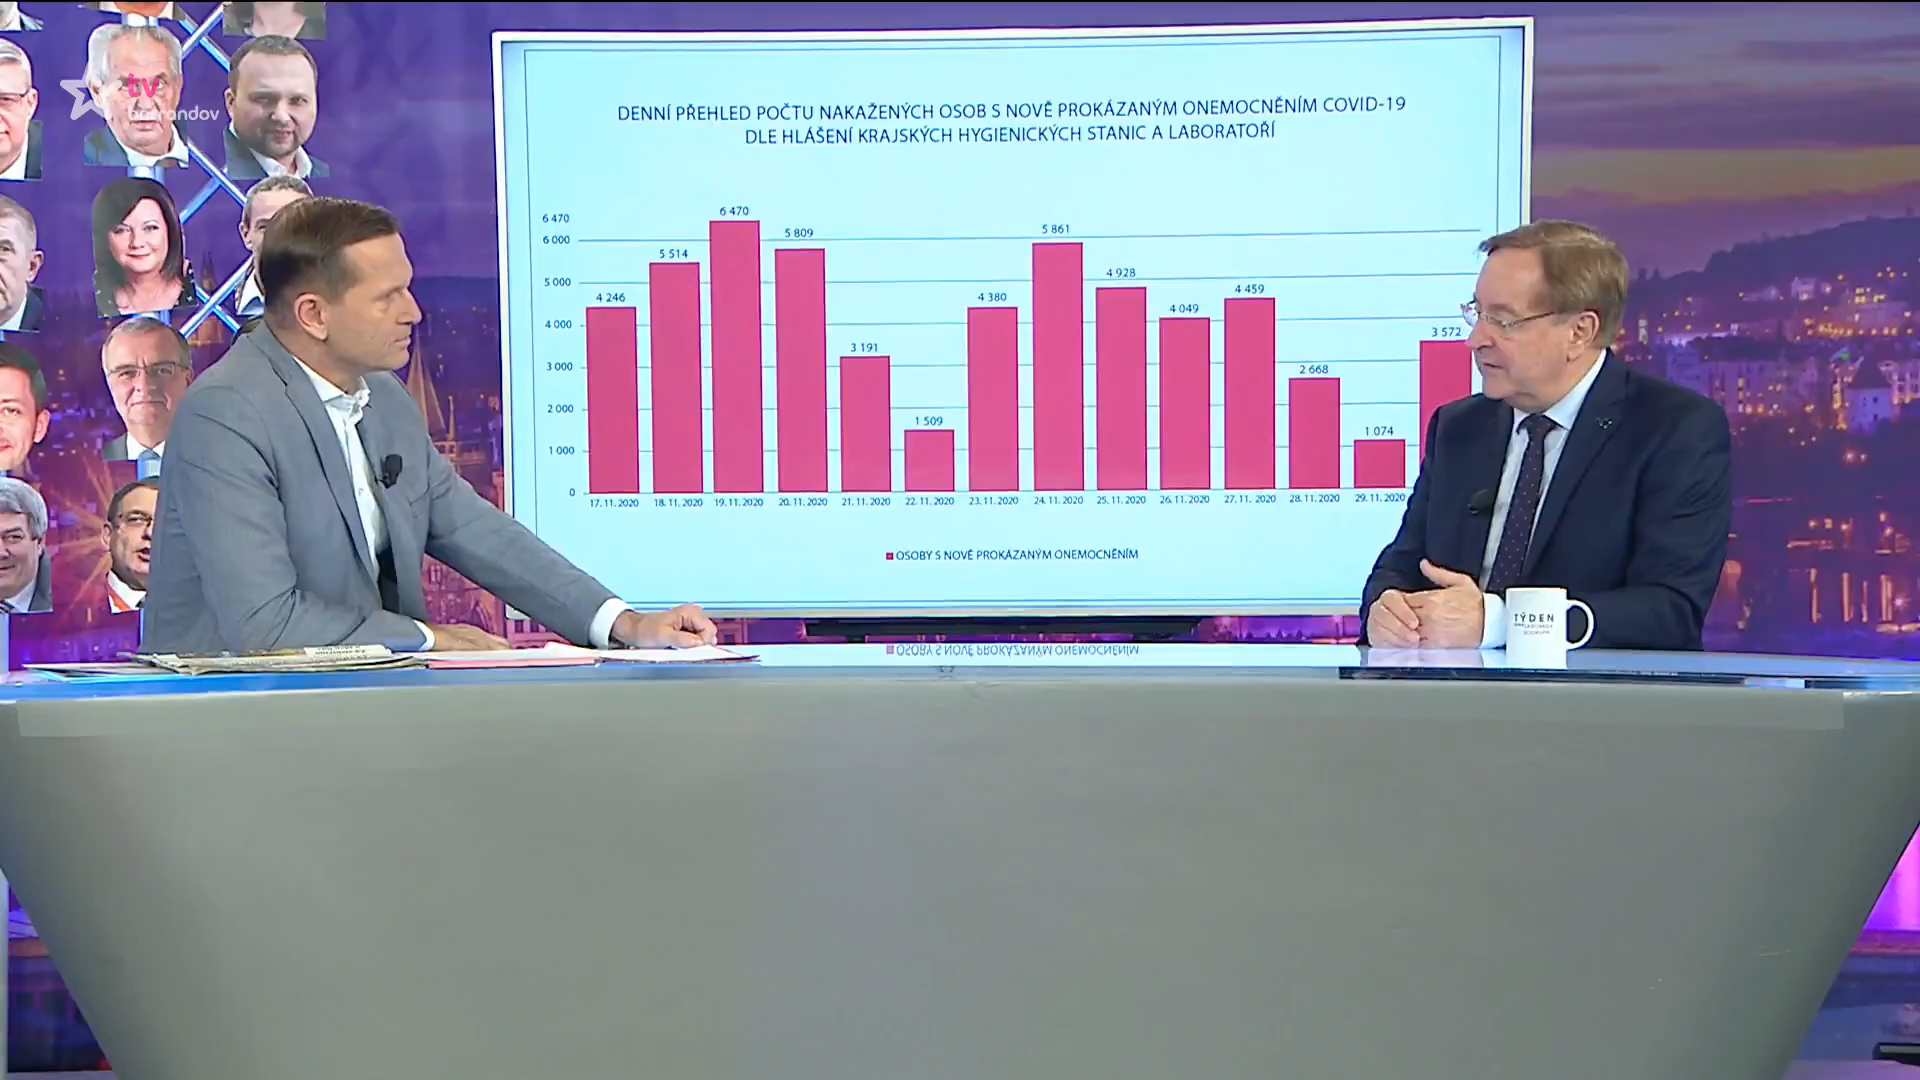 tv
barrandov
DENNÍ PŘEHLED POČTU NAKAŽENÝCH OSOB S NOVĚ PROKÁZANÝM ONEMOCNĚNÍM COVID-19
DLE HLÁŠENÍ KRAJSKÝCH HYGIENICKÝCH STANIC A LABORATOŘÍ
6 470
6 000
5 000
4 000
3 000
2 000
1 000
0
4 246
5 514
6 470
5 809
3 191
1 509
4 380
5 861
4 928
4 049
4 459
2 668
1 074
3 572
17. 11. 2020
18. 11. 2020
19. 11. 2020
20. 11. 2020
21. 11. 2020
22. 11. 2020
23. 11. 2020
24. 11. 2020
25. 11. 2020
26. 11. 2020
27. 11. 2020
28. 11. 2020
29. 11. 2020
OSOBY S NOVĚ PROKÁZANÝM ONEMOCNĚNÍM
TÝDEN